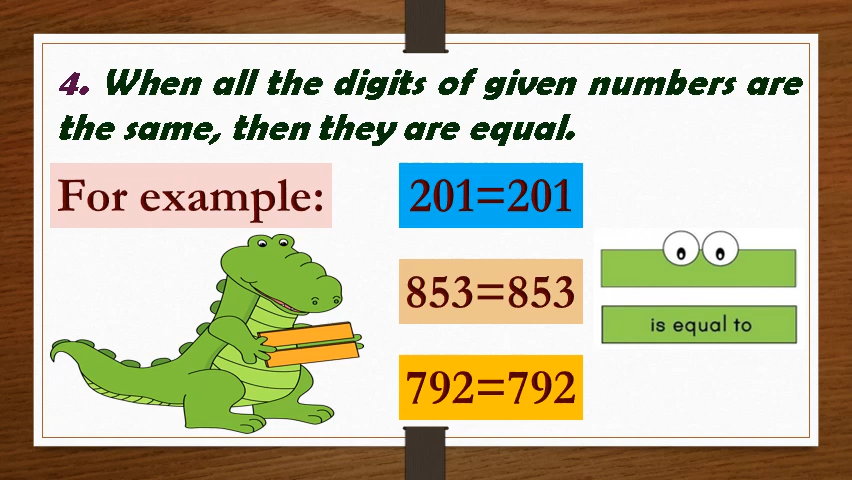 4. When all the digits of given numbers are
the same, then they are equal.
For example:
201=201
853=853
is equal to
792=792